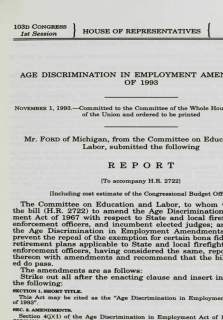 103D CONGRESS
1st Session
HOUSE OF REPRESENTATIVES
AGE DISCRIMINATION IN EMPLOYMENT AMEN
OF 1993
NOVEMBER 1, 1993.—Committed to the Committee of the Whole Hous
of the Union and ordered to be printed
Mr. FORD of Michigan, from the Committee on Educ
Labor, submitted the following
REPORT
[To accompany H.R. 2722]
[Including cost estimate of the Congressional Budget Offi
The Committee on Education and Labor, to whom w
the bill (H.R. 2722) to amend the Age Discrimination
ment Act of 1967 with respect to State and local firef
enforcement officers, and incumbent elected judges; an
the Age Discrimination in Employment Amendments
prevent the repeal of the exemption for certain bona fid
retirement plans applicable to State and local firefight
enforcement officers, having considered the same, repo
thereon with amendments and recommend that the bil
ed do pass.
The amendments are as follows:
Strike out all after the enacting clause and insert in
the following:
SECTION 1. SHORT TITLE.
This Act may be cited as the "Age Discrimination in Employmen
of 1993".
SEC. 2. AMENDMENTS.
Section 4(j)(1) of the Age Discrimination in Employment Act of 1